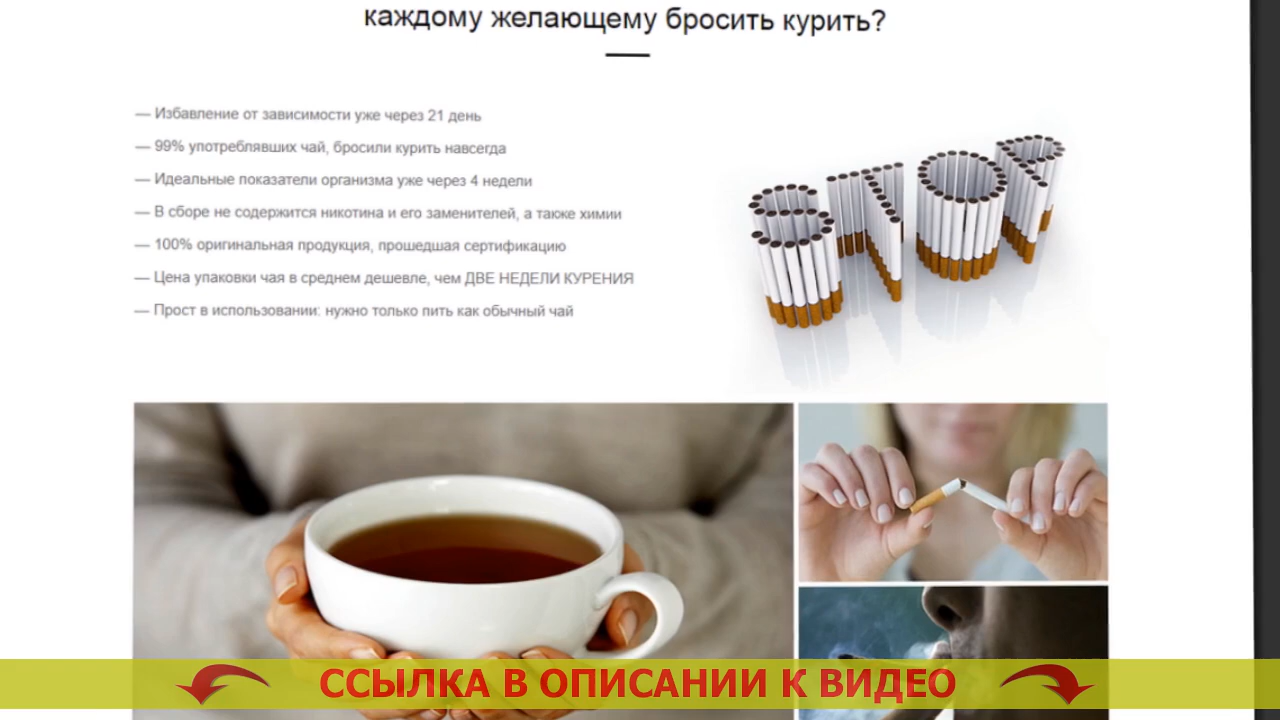 каждому желающему бросить курить?
— Избавление от зависимости уже через 21 день
— 99% употреблявших чай, бросили курить навсегда
— Идеальные показатели организма уже через 4 недели
— В сборе не содержится никотина и его заменителей, а также химии
— 100% оригинальная продукция, прошедшая сертификацию
— Цена упаковки чая в среднем дешевле, чем ДВЕ НЕДЕЛИ КУРЕНИЯ
— Прост в использовании: нужно только пить как обычный чай
STOP
ССЫЛКА В ОПИСАНИИ К ВИДЕО